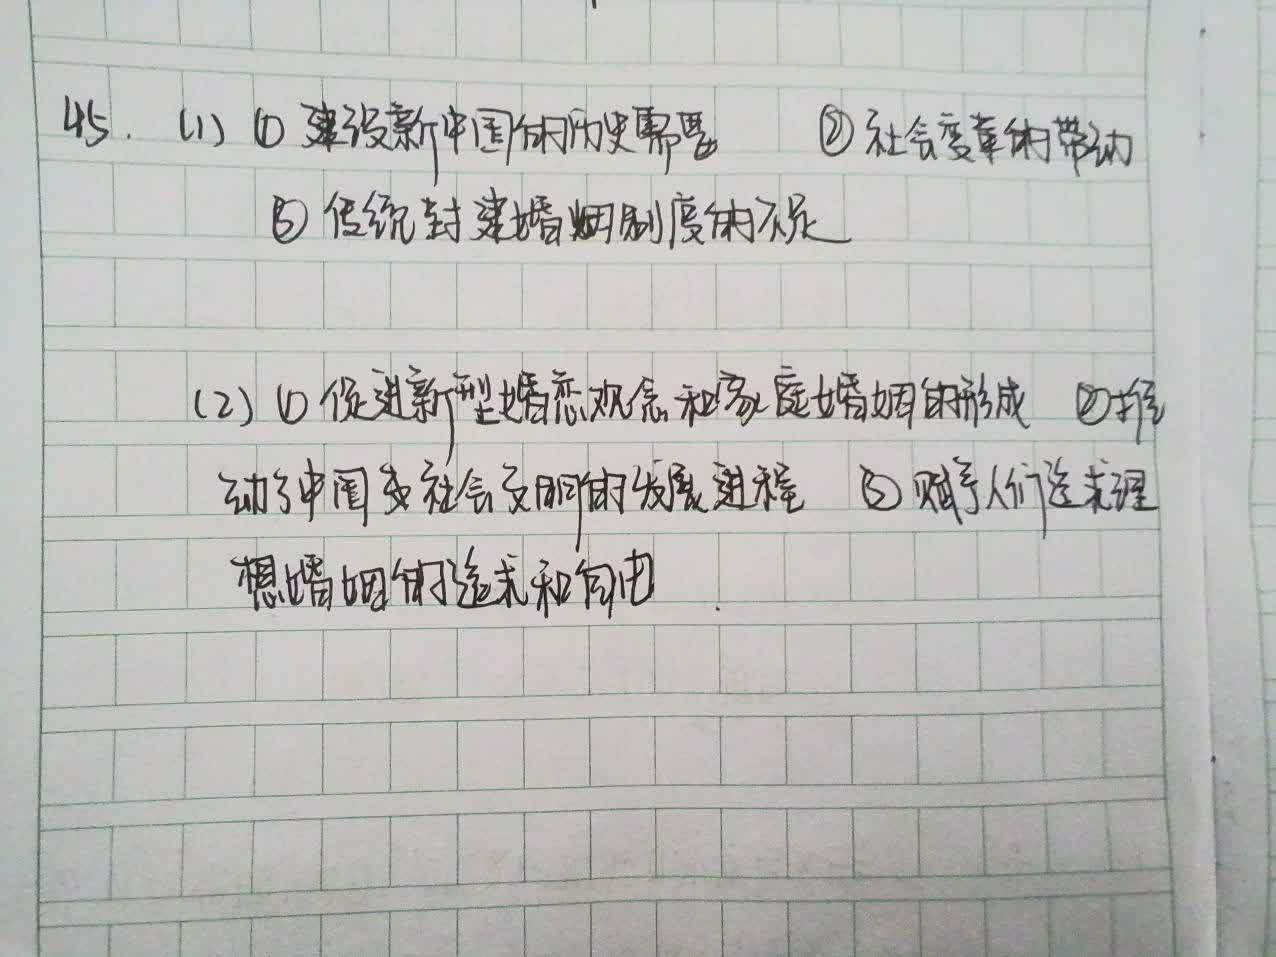 45. (1) ① 建设新中国的历史需要 ② 社会变革的带动
③ 传统封建婚姻制度的不足
(2) ① 促进新型婚恋观念和家庭婚姻的形成 ② 推
动了中国 社会文明的发展进程 ③ 赋予人们追求理
想婚姻的追求和自由